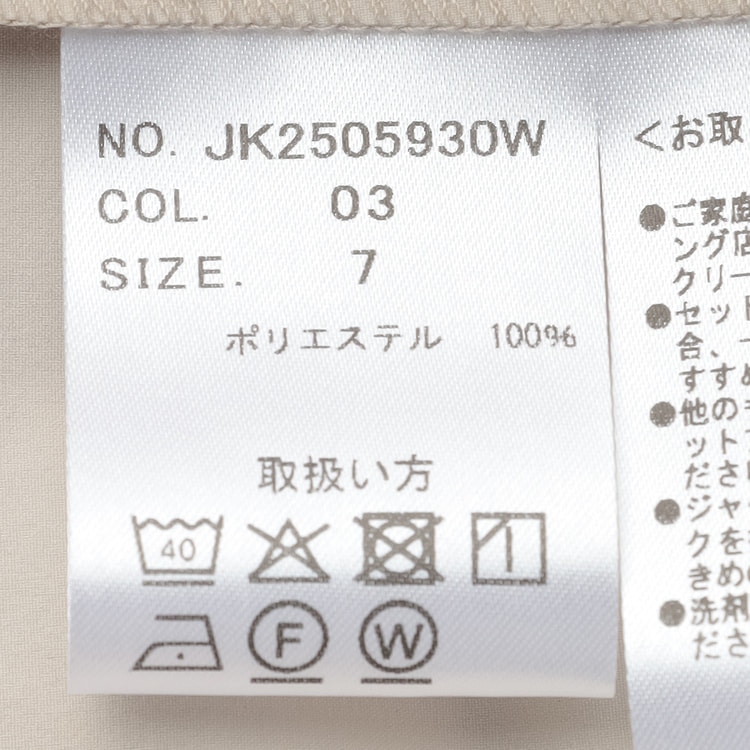 NO. JK2505930W
COL. 03
SIZE. 7
ポリエステル 100%
取扱い方
40
F
W
<お取
●ご家庭
ング店
クリー
●セット
合、
すすめ
●他の
ット
ださ
●ジャ
クを
きめ
●洗剤
ださ